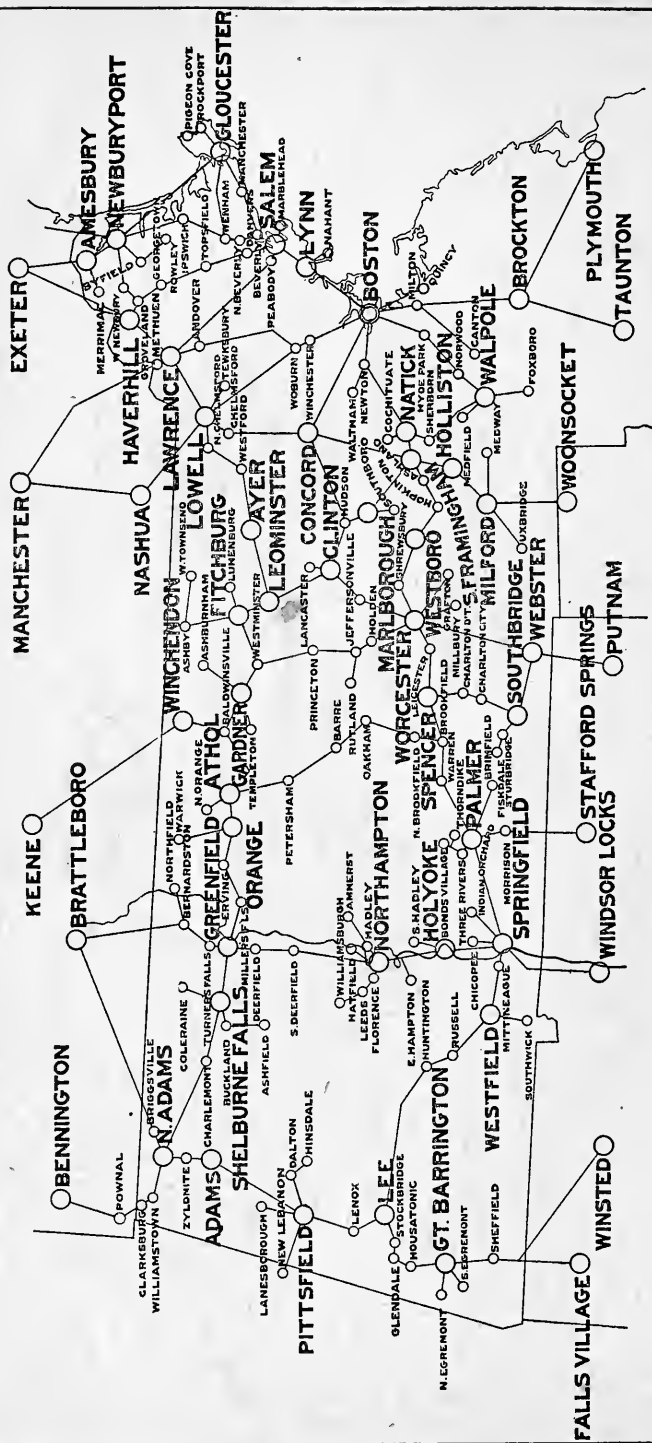 BENNINGTON
POWNAL
CLARKSBURG
WILLIAMSTOWN
BRIGGSVILLE
N. ADAMS
ZYLONITE
ADAMS
CHARLEMONT
SHELBURNE FALLS
BUCKLAND
ASHFIELD
COLERAINE
TURNERS FALLS
LANESBOROUGH
NEW LEBANON
DALTON
HINSDALE
PITTSFIELD
LENOX
LEE
STOCKBRIDGE
GLENDALE
HOUSATONIC
GT. BARRINGTON
N. EGREMONT
S. EGREMONT
SHEFFIELD
FALLS VILLAGE
WINSTED
KEENE
BRATTLEBORO
NORTHFIELD
WARWICK
BERNARDSTON
GREENFIELD
ERVING
MILLERS FLS.
ORANGE
DEERFIELD
S. DEERFIELD
N. ORANGE
ATHOL
PETERSHAM
WILLIAMSBURGH
AMHERST
HATFIELD
HADLEY
LEEDS
FLORENCE
NORTHAMPTON
E. HAMPTON
S. HADLEY
HOLYOKE
HUNTINGTON
RUSSELL
WESTFIELD
MITTINEAGUE
SOUTHWICK
CHICOPEE
SPRINGFIELD
BONDS VILLAGE
THREE RIVERS
INDIAN ORCHARD
MORRISON
THORNDIKE
PALMER
WARREN
BRIMFIELD
FISKDALE
STURBRIDGE
WINDSOR LOCKS
STAFFORD SPRINGS
WINCHENDON
BALDWINSVILLE
TEMPLETON
GARDNER
ASHBY
ASHBURNHAM
W. TOWNSEND
FITCHBURG
LUNENBURG
WESTMINSTER
LEOMINSTER
AYER
PRINCETON
BARRE
RUTLAND
OAKHAM
HOLDEN
JEFFERSONVILLE
LANCASTER
CLINTON
WORCESTER
SPENCER
LEICESTER
N. BROOKFIELD
BROOKFIELD
CHARLTON D'T.
CHARLTON CITY
MILLBURY
GRAFTON
SOUTHBRIDGE
WEBSTER
PUTNAM
SHREWSBURY
WESTBORO
MARLBOROUGH
HUDSON
SOUTHBORO
HOPKINTON
ASHLAND
S. FRAMINGHAM
MILFORD
UXBRIDGE
WOONSOCKET
MANCHESTER
NASHUA
LOWELL
N. CHELMSFORD
CHELMSFORD
WESTFORD
TEWKSBURY
LAWRENCE
METHUEN
ANDOVER
CONCORD
WOBURN
WINCHESTER
WALTHAM
NEWTON
COCHITUATE
NATICK
SHERBORN
HOLLISTON
MEDFIELD
MEDWAY
WALPOLE
NORWOOD
HYDE PARK
FOXBORO
CANTON
MILTON
QUINCY
BOSTON
BROCKTON
PLYMOUTH
TAUNTON
EXETER
AMESBURY
NEWBURYPORT
MERRIMAC
W. NEWBURY
HAVERHILL
GROVELAND
BYFIELD
GEORGETOWN
ROWLEY
IPSWICH
TOPSFIELD
WENHAM
N. BEVERLY
DANVERS
BEVERLY
PEABODY
SALEM
MARBLEHEAD
MANCHESTER
GLOUCESTER
ROCKPORT
PIGEON COVE
LYNN
NAHANT